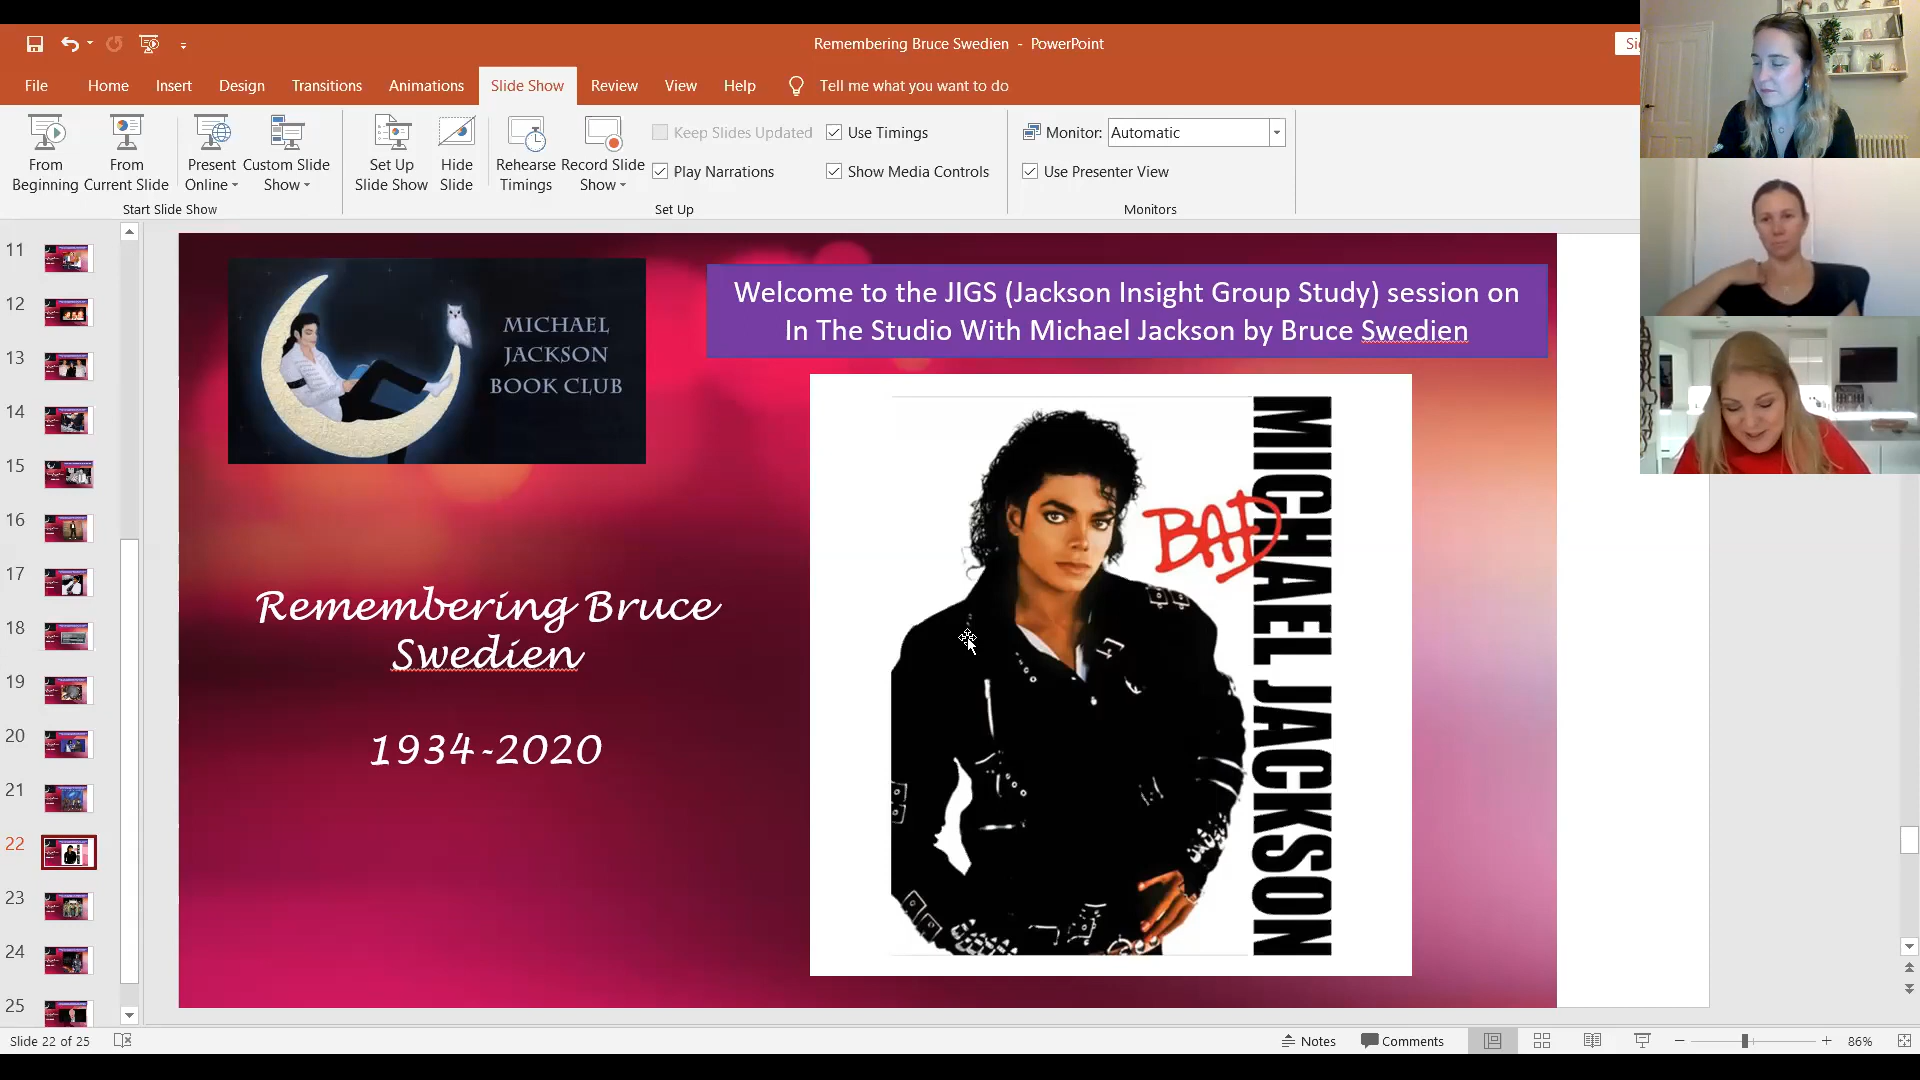 Remembering Bruce Swedien - PowerPoint
File Home Insert Design Transitions Animations Slide Show Review View Help Tell me what you want to do
From Beginning
From Current Slide
Present Online
Custom Slide Show
Start Slide Show
Set Up Slide Show
Hide Slide
Rehearse Timings
Record Slide Show
Keep Slides Updated
Play Narrations
Use Timings
Show Media Controls
Set Up
Monitor: Automatic
Use Presenter View
Monitors
11
12
13
14
15
16
17
18
19
20
21
22
23
24
25
MICHAEL
JACKSON
BOOK CLUB
Welcome to the JIGS (Jackson Insight Group Study) session on
In The Studio With Michael Jackson by Bruce Swedien
Remembering Bruce
Swedien
1934-2020
BAD
MICHAEL JACKSON
Slide 22 of 25
Notes
Comments
86%